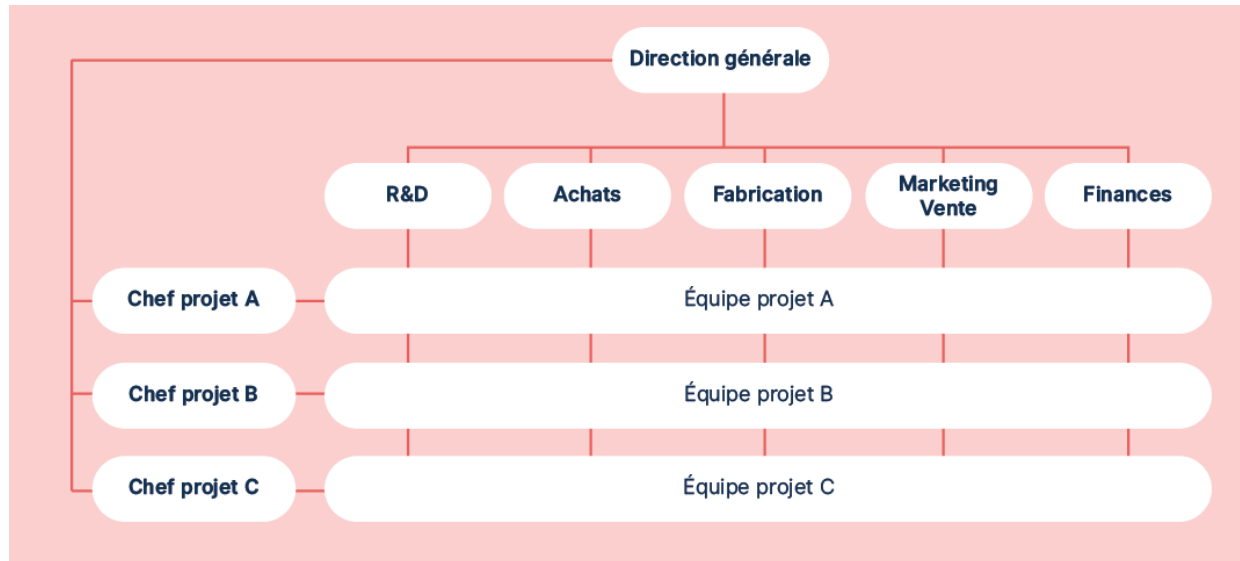 Direction générale
R&D
Achats
Fabrication
Marketing
Vente
Finances
Chef projet A
Équipe projet A
Chef projet B
Équipe projet B
Chef projet C
Équipe projet C